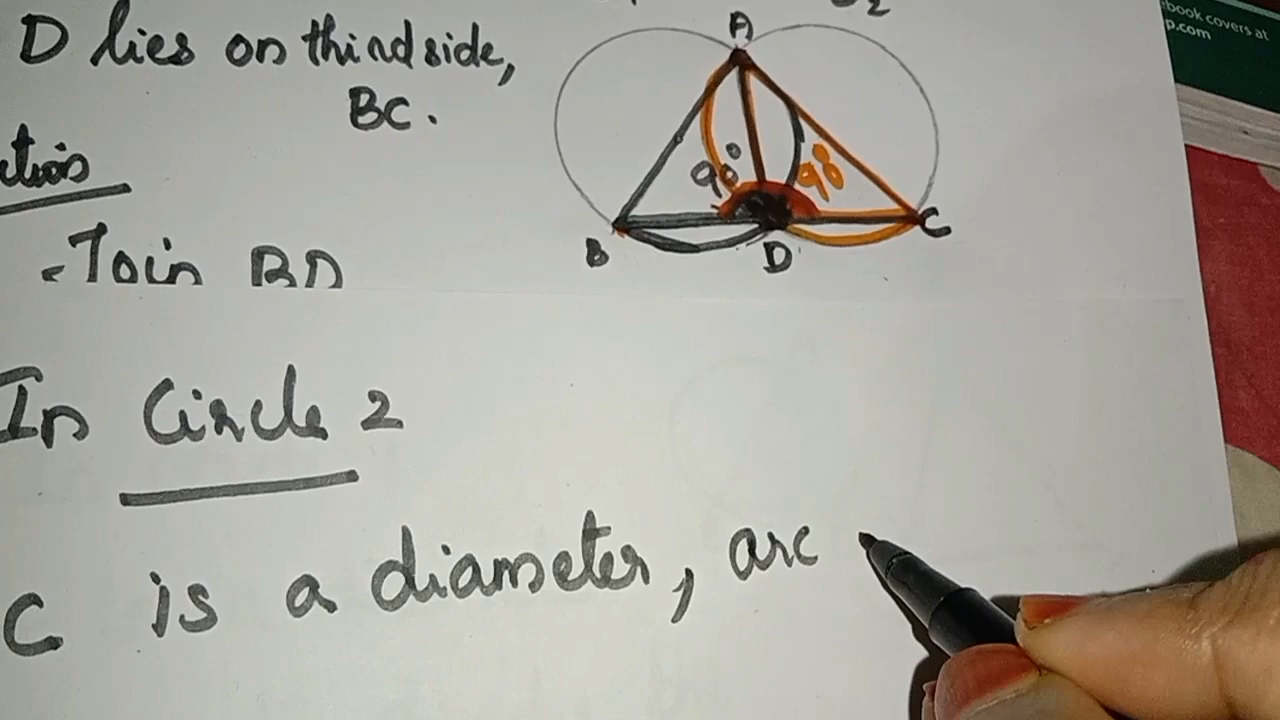 2
D lies on third side,
BC.
A
90°
90
B
D
C
- Join BD
In Circle 2
C is a diameter, arc
book covers at
p.com